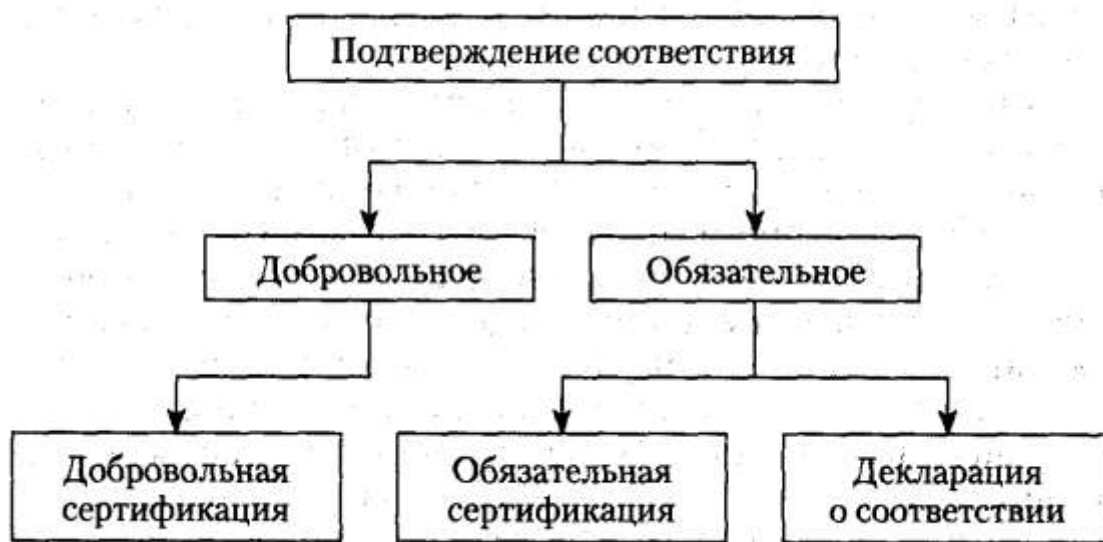 Подтверждение соответствия
Добровольное
Обязательное
Добровольная
сертификация
Обязательная
сертификация
Декларация
о соответствии